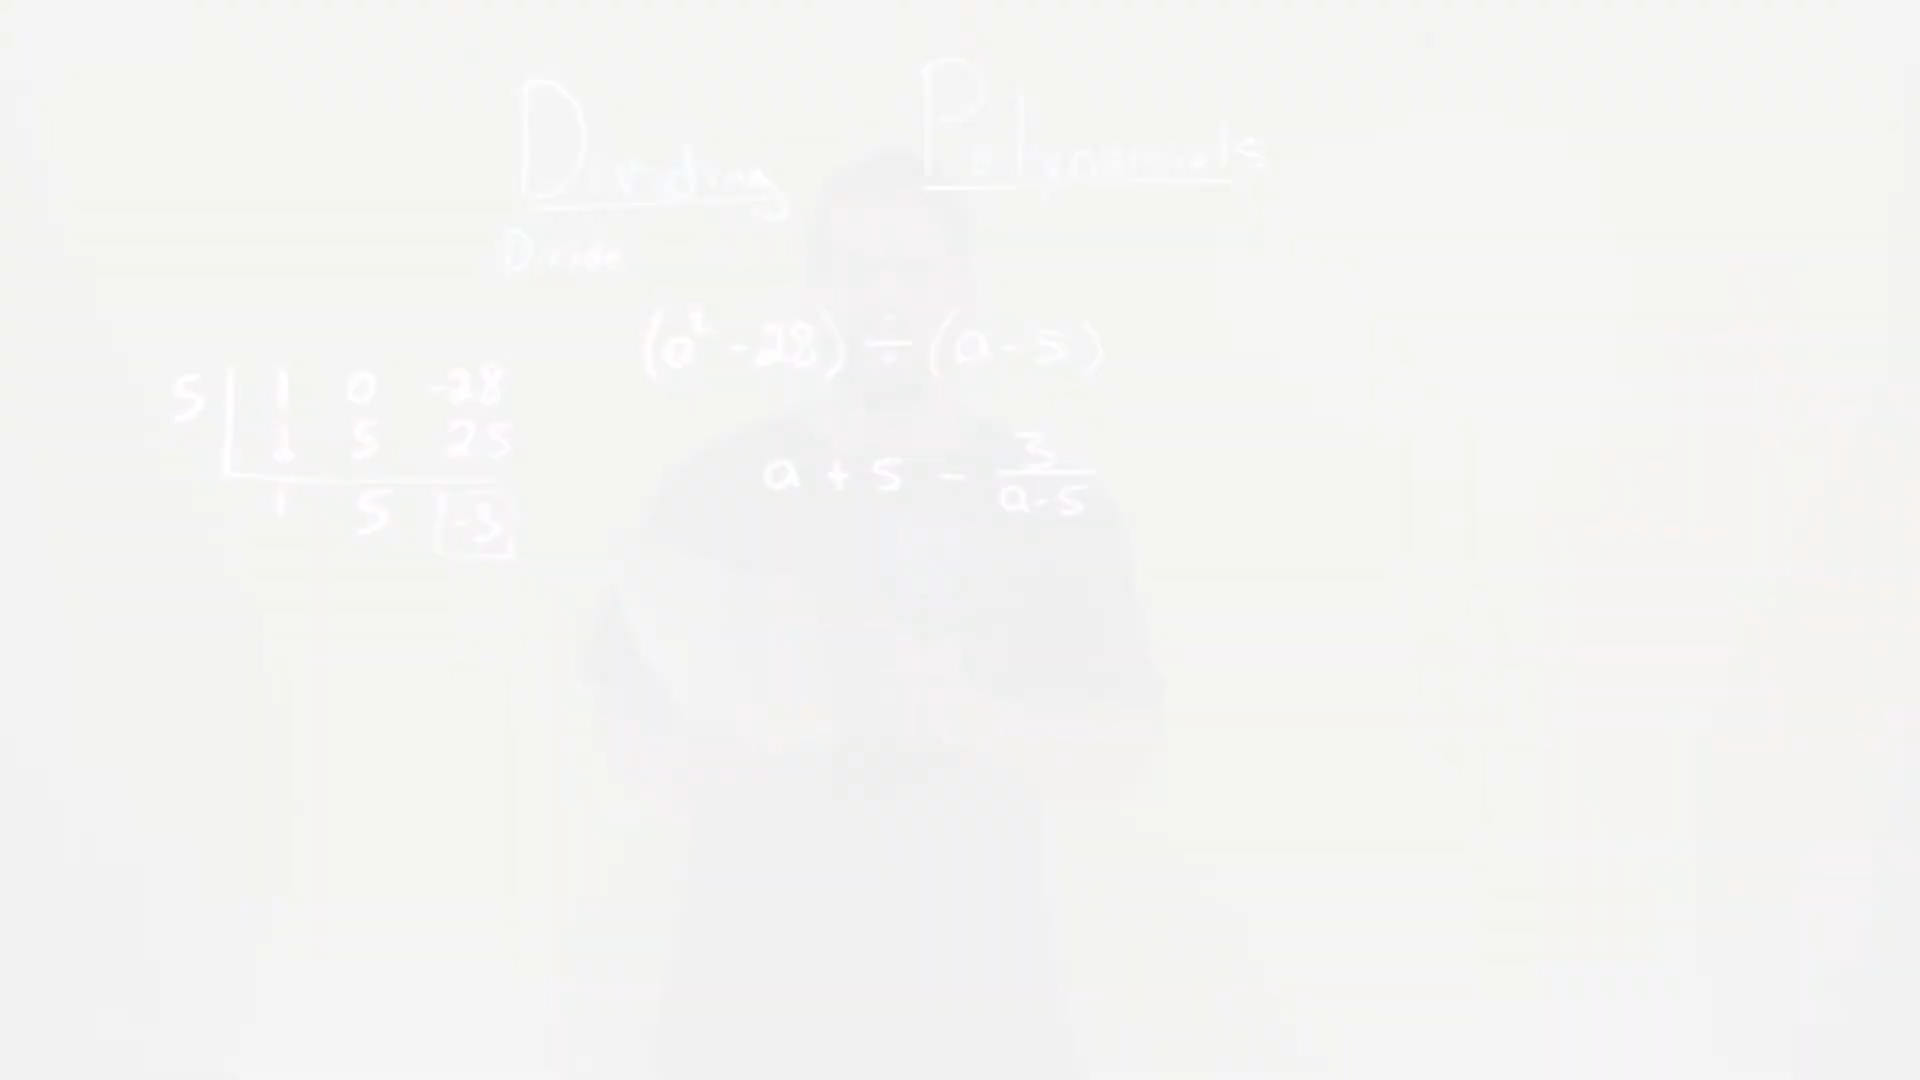 Dividing Polynomials
Divide
(a² - 28) ÷ (a - 5)
5 | 1 0 -28
↓ 5 25
1 5 -3
a + 5 - 3/(a-5)